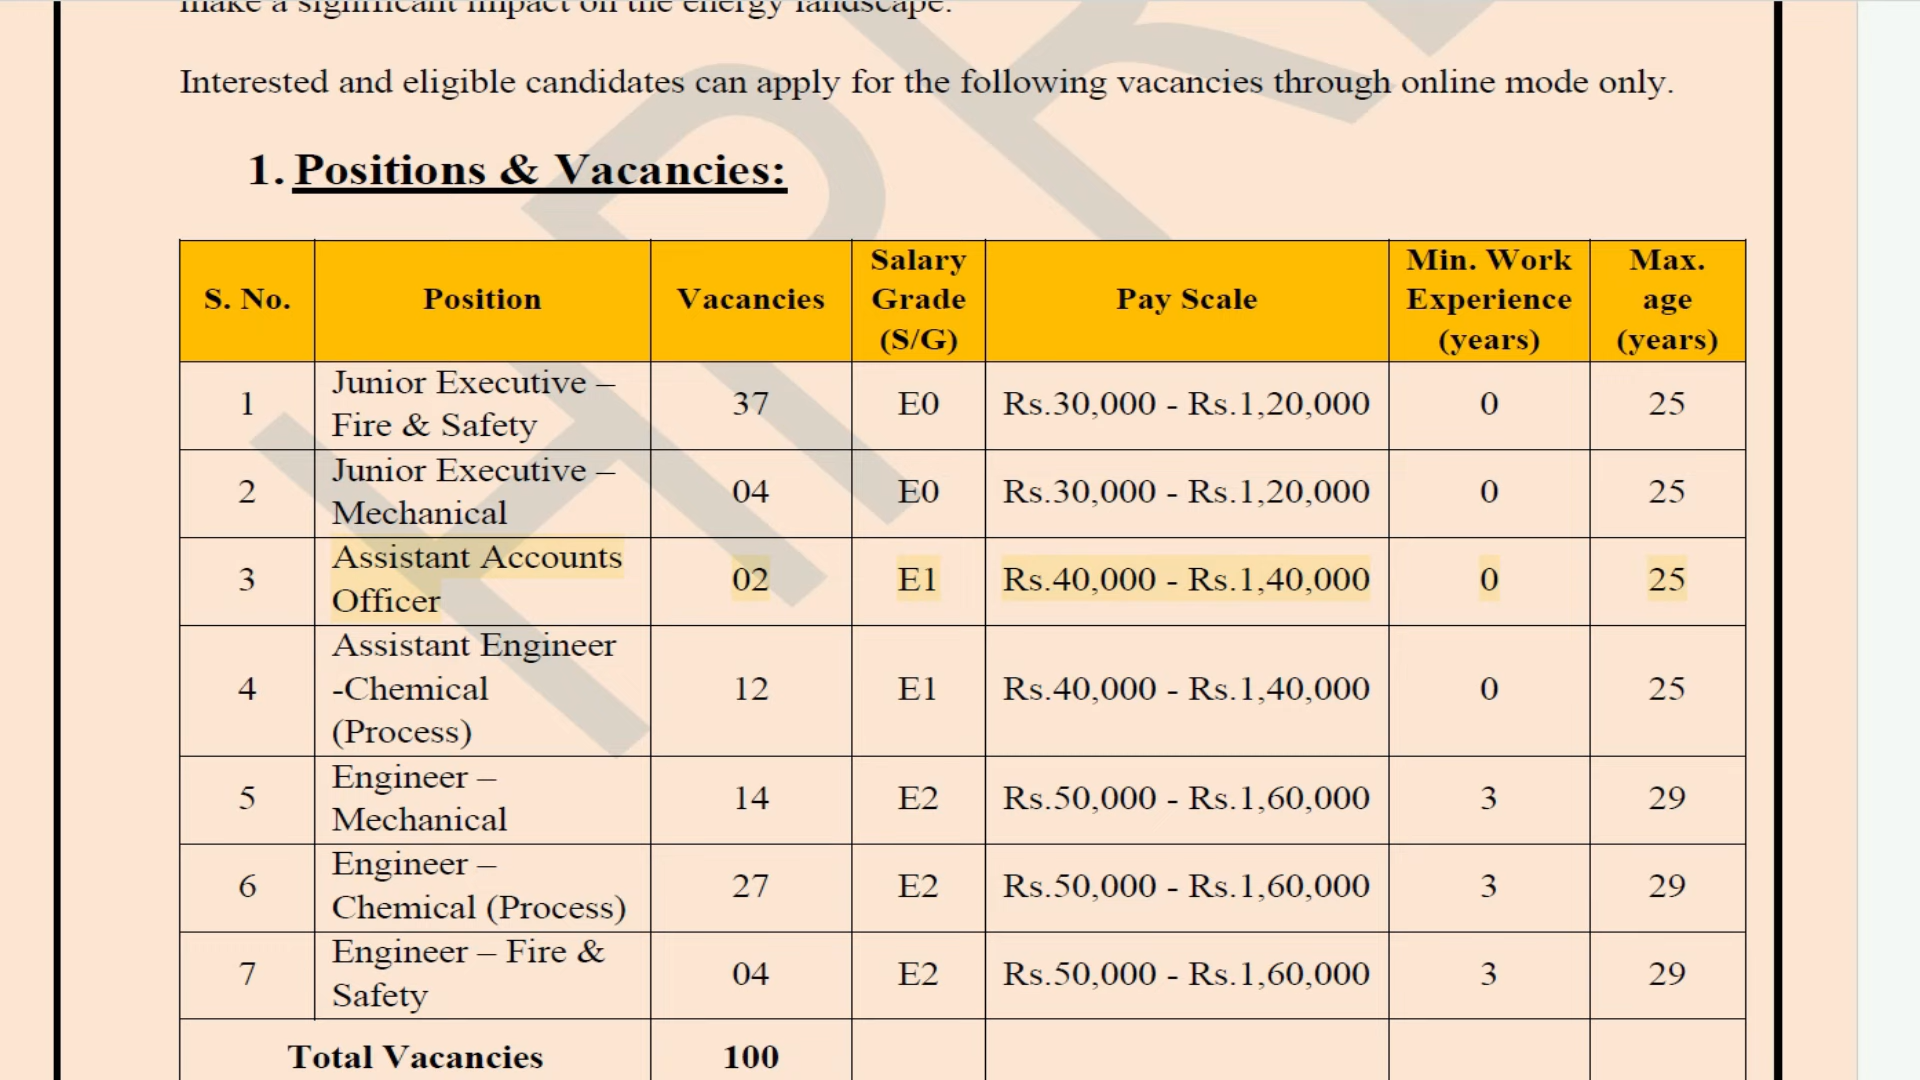 make a significant impact on the energy landscape.
Interested and eligible candidates can apply for the following vacancies through online mode only.
1. Positions & Vacancies:
S. No. Position Vacancies Salary Grade (S/G) Pay Scale Min. Work Experience (years) Max. age (years)
1 Junior Executive – Fire & Safety 37 E0 Rs.30,000 - Rs.1,20,000 0 25
2 Junior Executive – Mechanical 04 E0 Rs.30,000 - Rs.1,20,000 0 25
3 Assistant Accounts Officer 02 E1 Rs.40,000 - Rs.1,40,000 0 25
4 Assistant Engineer -Chemical (Process) 12 E1 Rs.40,000 - Rs.1,40,000 0 25
5 Engineer – Mechanical 14 E2 Rs.50,000 - Rs.1,60,000 3 29
6 Engineer – Chemical (Process) 27 E2 Rs.50,000 - Rs.1,60,000 3 29
7 Engineer – Fire & Safety 04 E2 Rs.50,000 - Rs.1,60,000 3 29
Total Vacancies 100